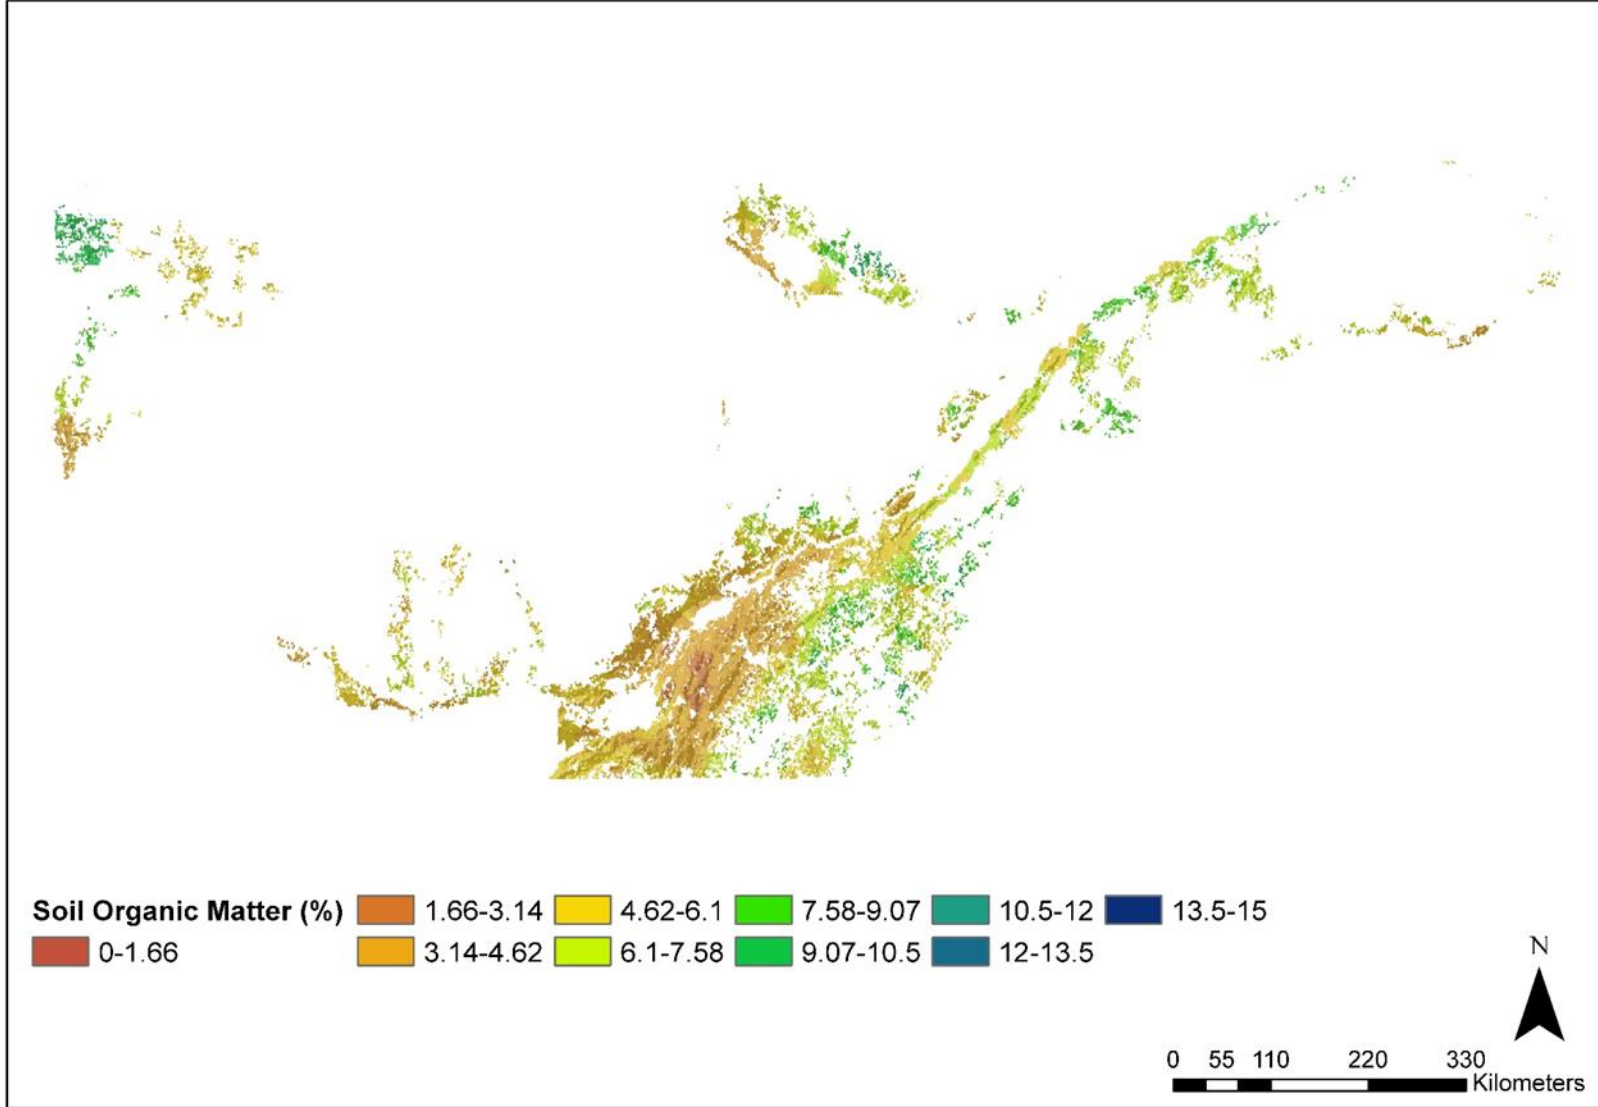 Soil Organic Matter (%) 1.66-3.14 4.62-6.1 7.58-9.07 10.5-12 13.5-15
0-1.66 3.14-4.62 6.1-7.58 9.07-10.5 12-13.5
N
0 55 110 220 330
Kilometers